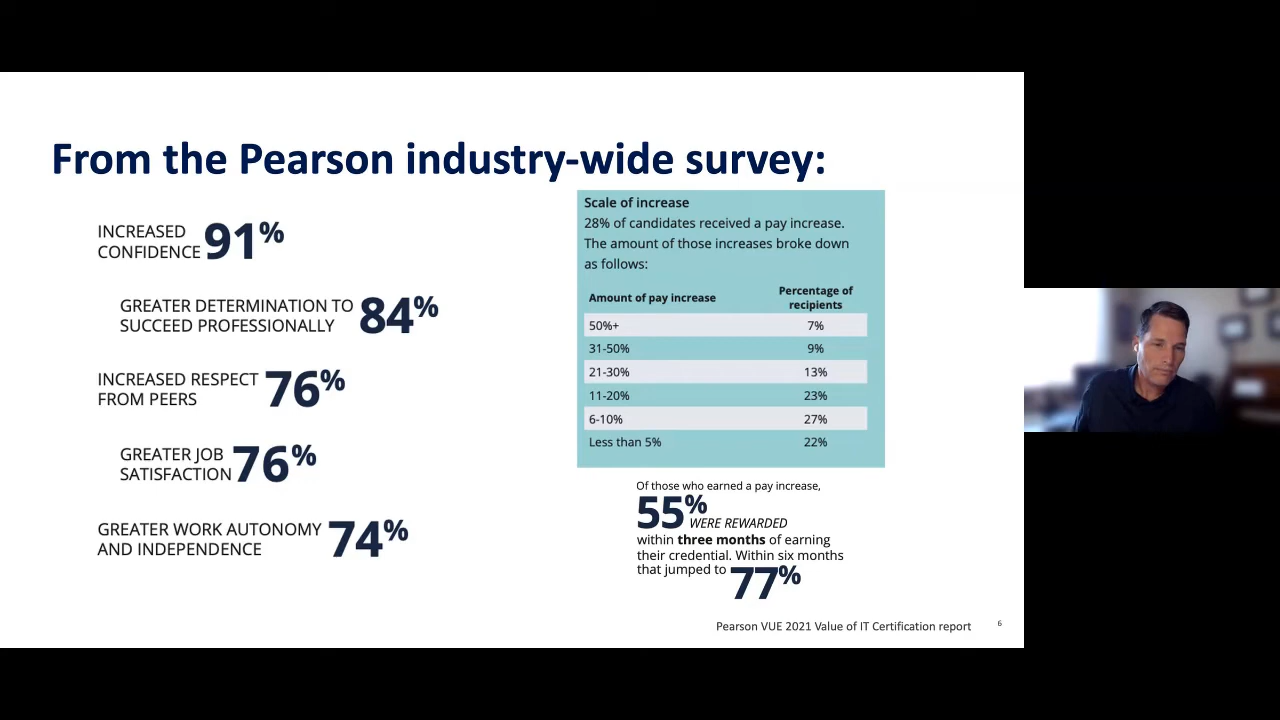 From the Pearson industry-wide survey:
INCREASED
CONFIDENCE 91%
GREATER DETERMINATION TO
SUCCEED PROFESSIONALLY 84%
INCREASED RESPECT
FROM PEERS 76%
GREATER JOB
SATISFACTION 76%
GREATER WORK AUTONOMY
AND INDEPENDENCE 74%
Scale of increase
28% of candidates received a pay increase.
The amount of those increases broke down
as follows:
Amount of pay increase Percentage of
recipients
50%+ 7%
31-50% 9%
21-30% 13%
11-20% 23%
6-10% 27%
Less than 5% 22%
Of those who earned a pay increase,
55% WERE REWARDED
within three months of earning
their credential. Within six months
that jumped to 77%
Pearson VUE 2021 Value of IT Certification report 6